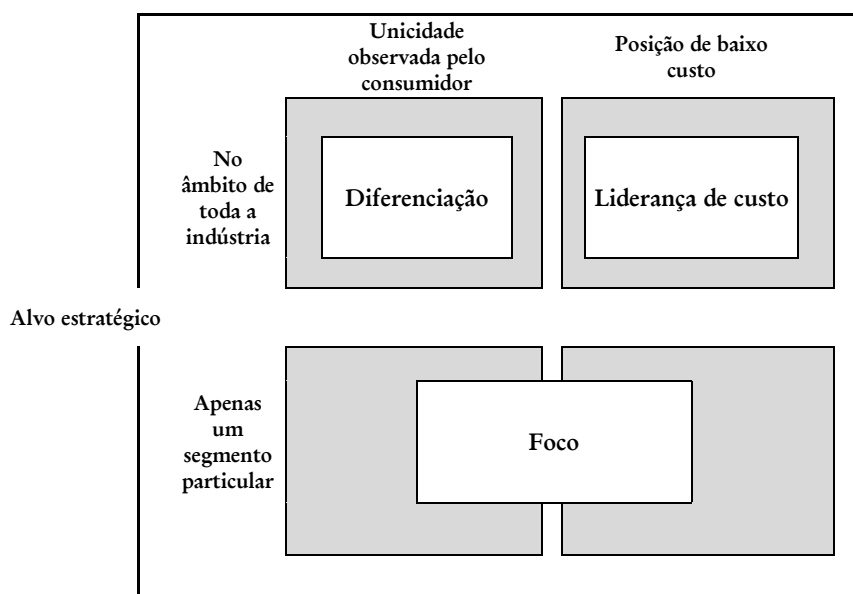 Unicidade
observada pelo
consumidor
Posição de baixo
custo
No
âmbito de
toda a
indústria
Diferenciação
Liderança de custo
Alvo estratégico
Apenas
um
segmento
particular
Foco